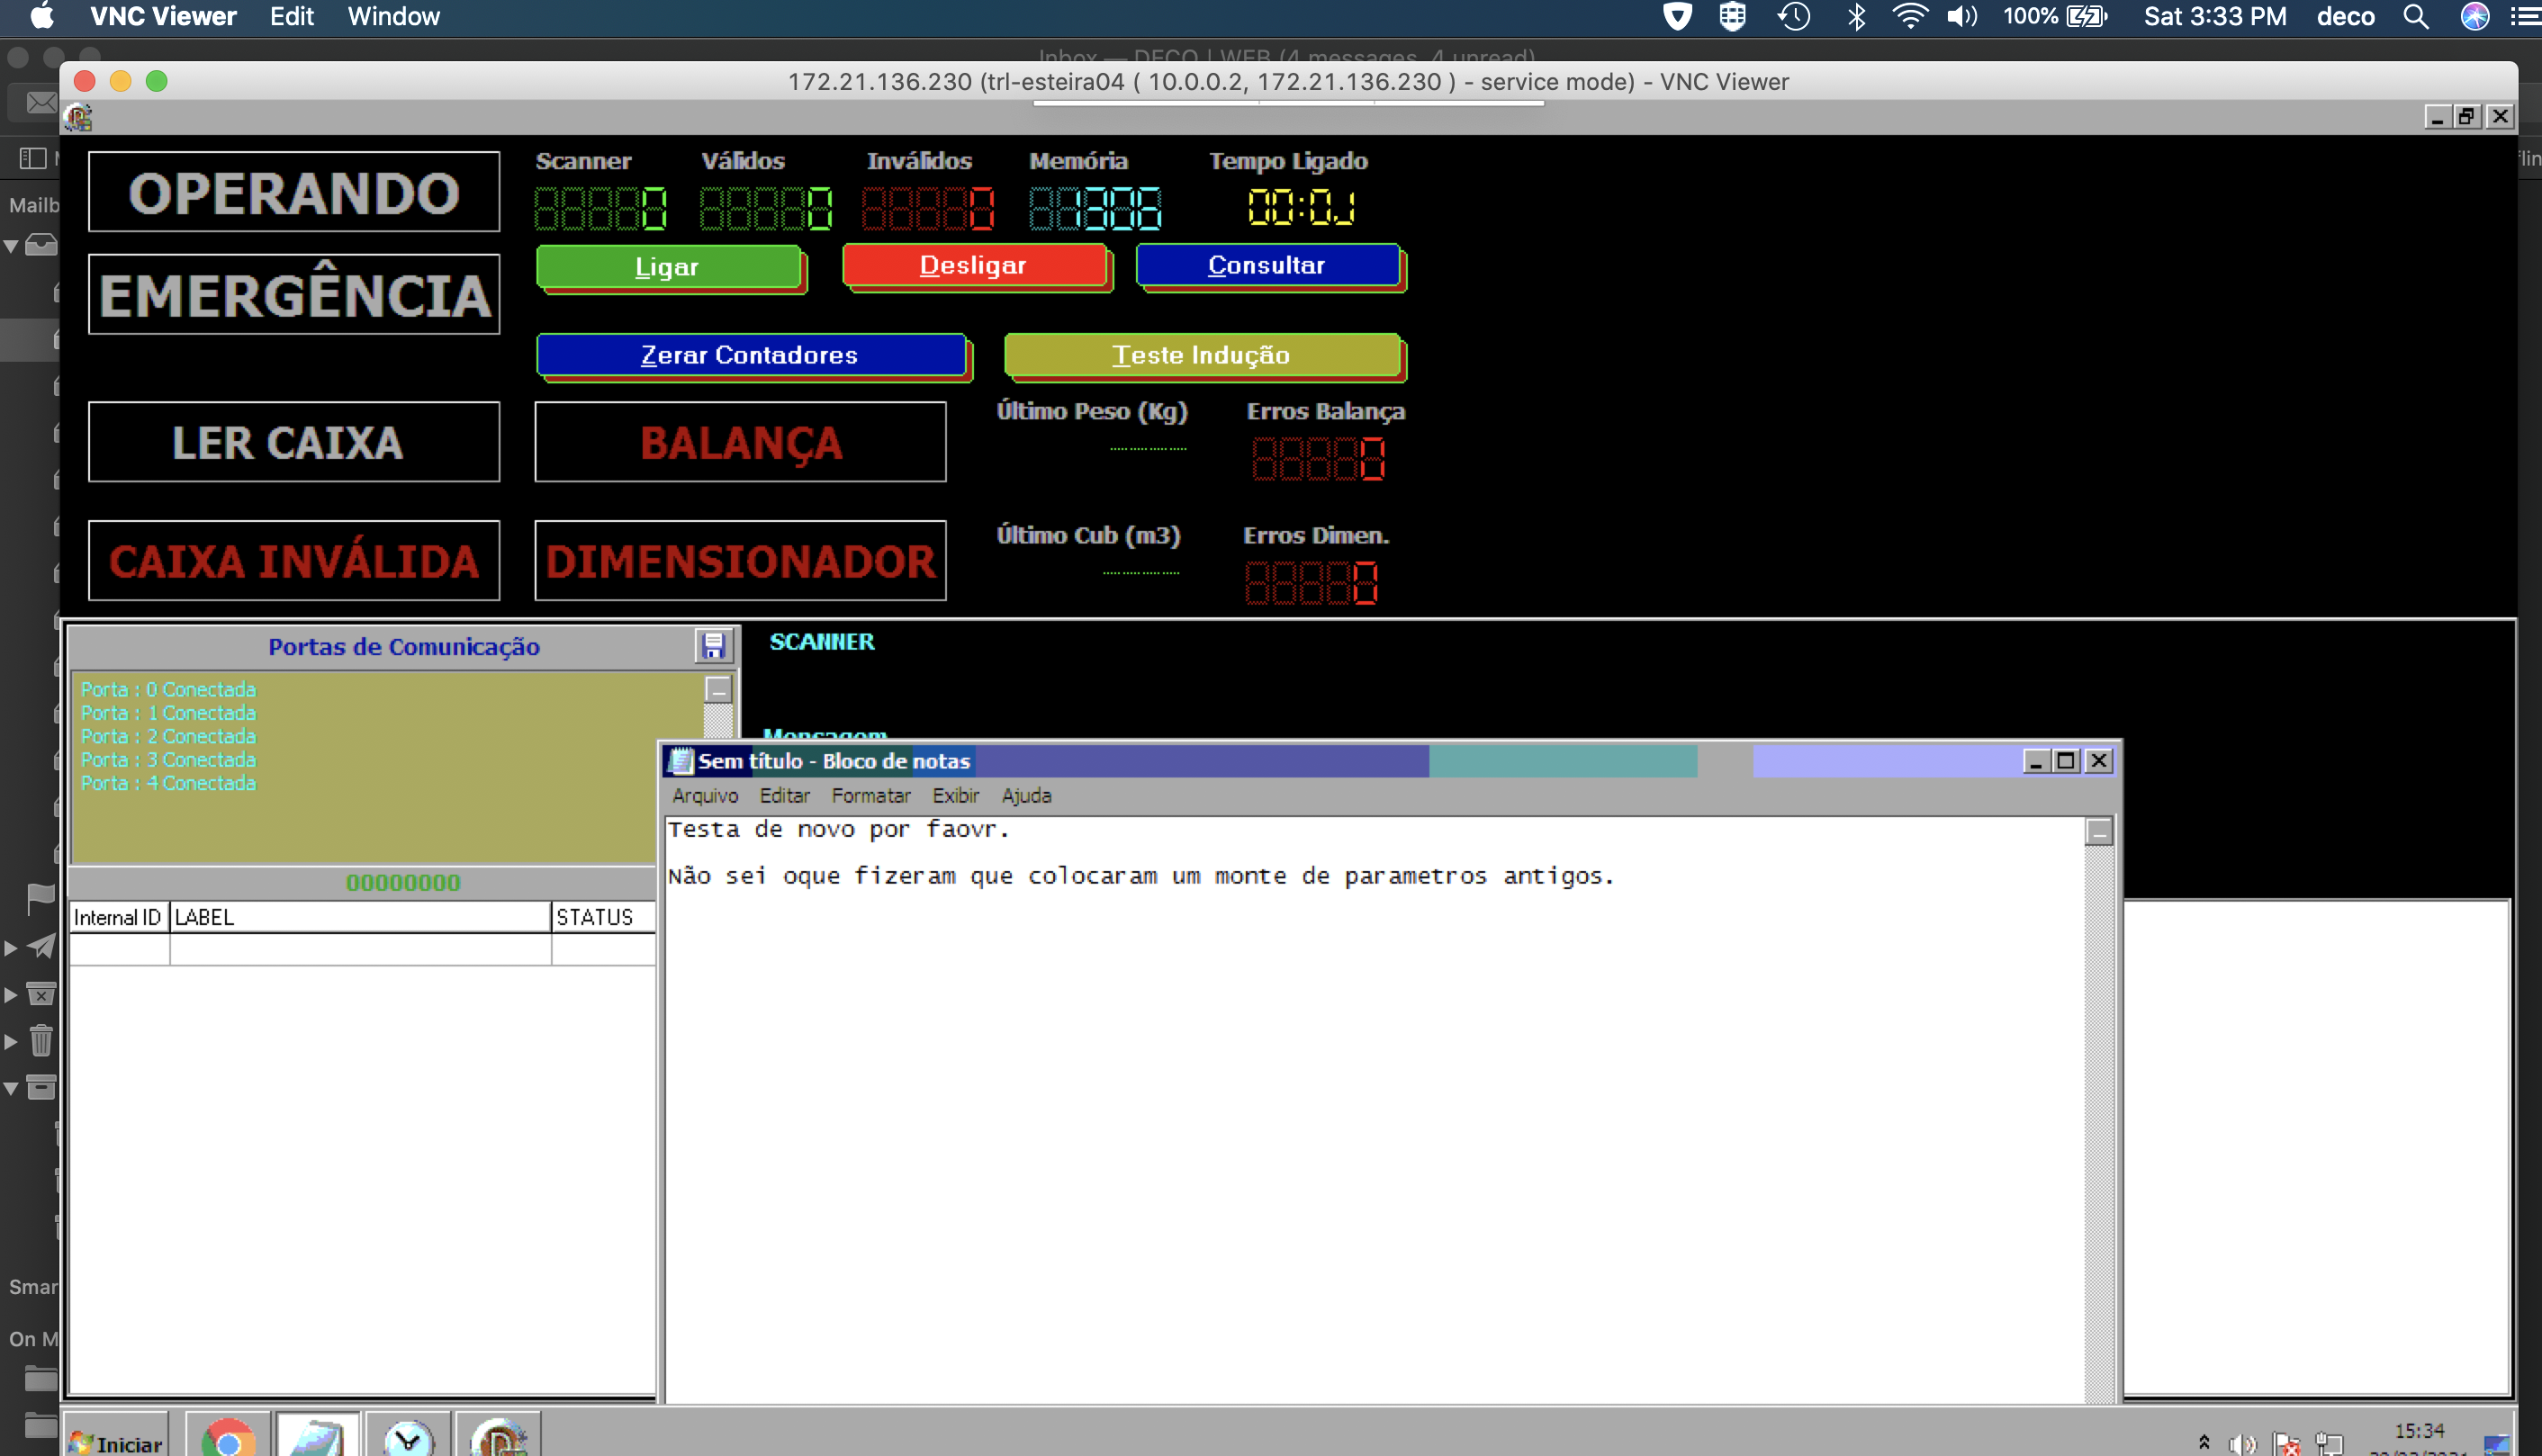 VNC Viewer Edit Window 100% Sat 3:33 PM deco
Inbox — DECO | WEB (4 messages, 4 unread)
172.21.136.230 (trl-esteira04 ( 10.0.0.2, 172.21.136.230 ) - service mode) - VNC Viewer
OPERANDO
Scanner Válidos Inválidos Memória Tempo Ligado
0 0 0 1306
EMERGÊNCIA
Ligar Desligar Consultar
Zerar Contadores Teste Indução
LER CAIXA BALANÇA Último Peso (Kg) Erros Balança
0
CAIXA INVÁLIDA DIMENSIONADOR Último Cub (m3) Erros Dimen.
0
Portas de Comunicação
SCANNER
Porta : 0 Conectada
Porta : 1 Conectada
Porta : 2 Conectada
Porta : 3 Conectada
Porta : 4 Conectada
Mensagem
00000000
Internal ID LABEL STATUS
Sem título - Bloco de notas
Arquivo Editar Formatar Exibir Ajuda
Testa de novo por faovr.
Não sei oque fizeram que colocaram um monte de parametros antigos.
Mailb
Smar
On M
Iniciar
15:34